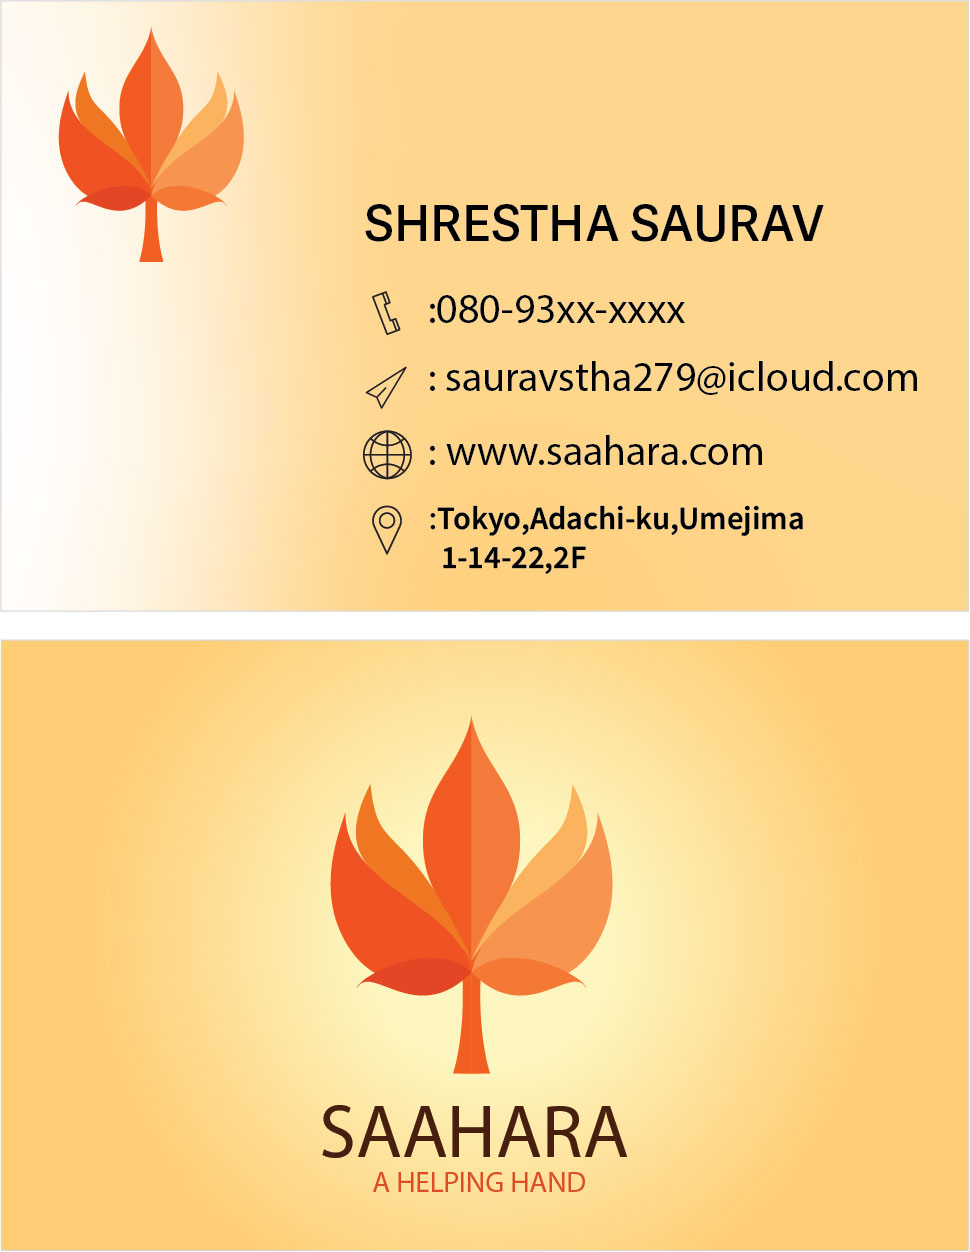 SHRESTHA SAURAV
:080-93xx-xxxx
: sauravstha279@icloud.com
: www.saahara.com
:Tokyo,Adachi-ku,Umejima
1-14-22,2F
SAAHARA
A HELPING HAND